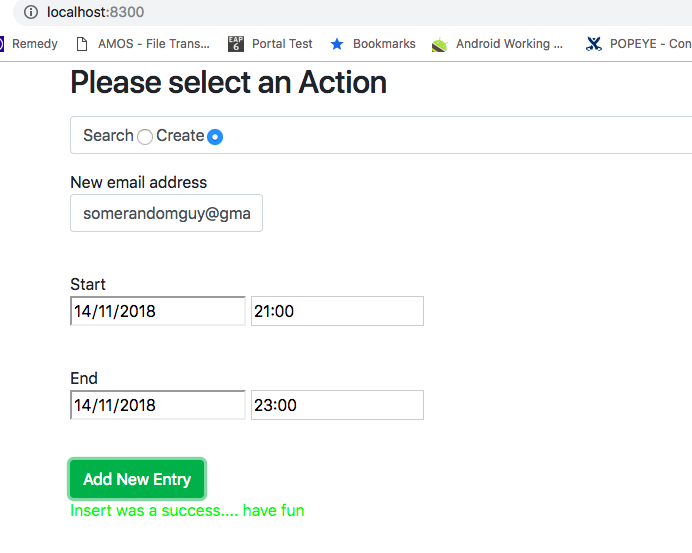 localhost:8300
Remedy AMOS - File Trans... EAP 6 Portal Test Bookmarks Android Working ... POPEYE - Con
Please select an Action
Search Create
New email address
somerandomguy@gma
Start
14/11/2018 21:00
End
14/11/2018 23:00
Add New Entry
Insert was a success.... have fun